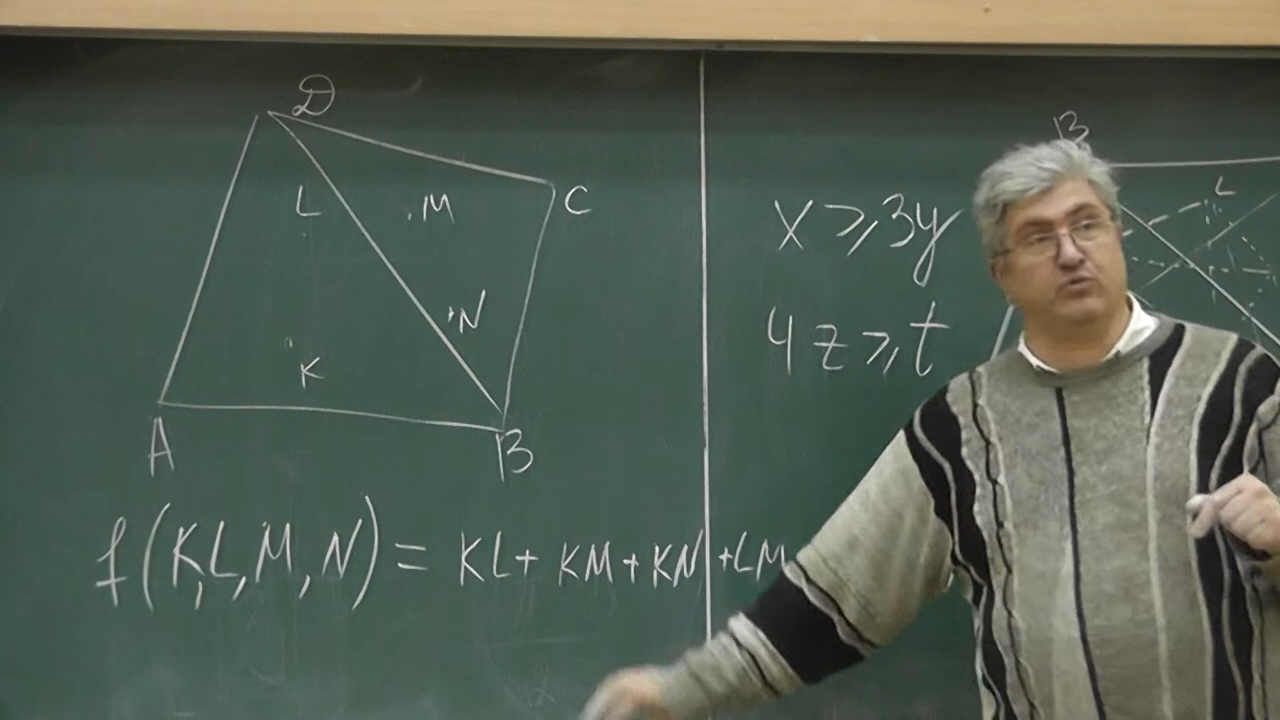 D
L
M
C
N
K
A
B
f(K,L,M,N) = KL + KM + KN + LM
x ⩾ 3y
4z ⩾ t
B
L